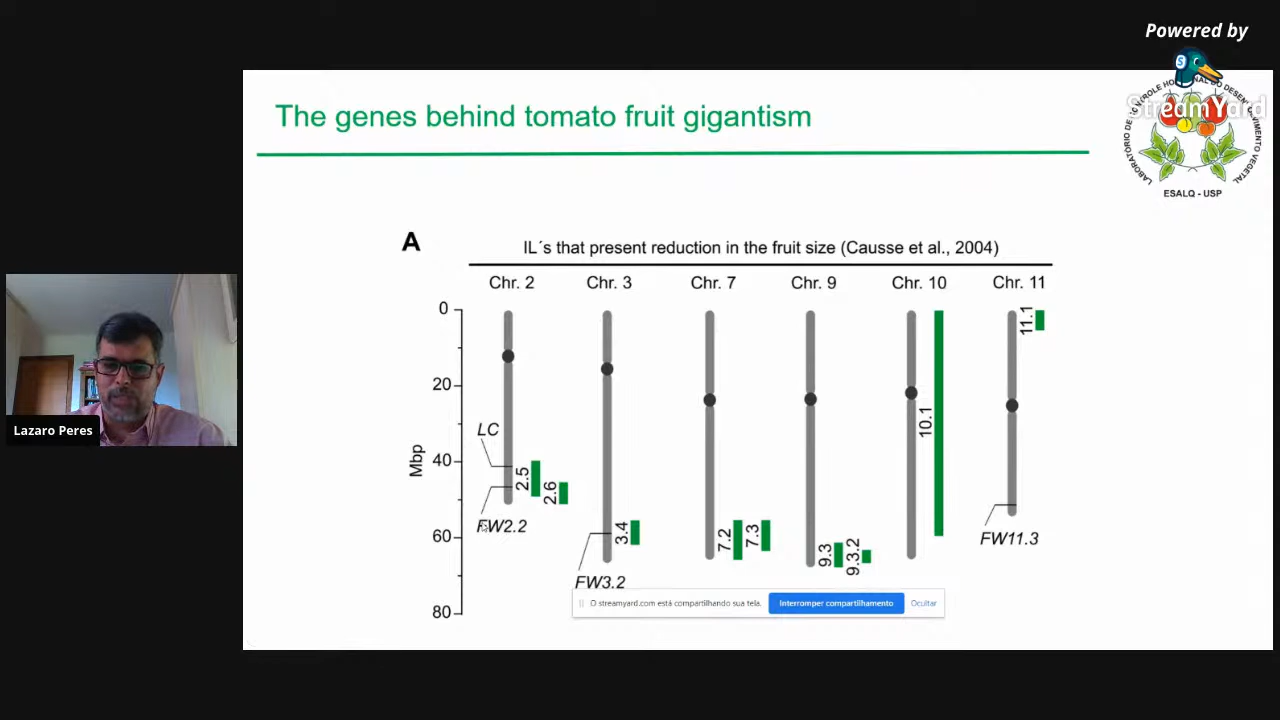 Powered by
StreamYard
The genes behind tomato fruit gigantism
ESALQ - USP
A
IL´s that present reduction in the fruit size (Causse et al., 2004)
Chr. 2 Chr. 3 Chr. 7 Chr. 9 Chr. 10 Chr. 11
0
20
40
60
80
Mbp
LC
FW2.2
2.5
2.6
FW3.2
3.4
7.2
7.3
9.3
9.3.2
10.1
11.1
FW11.3
Lazaro Peres
O streamyard.com está compartilhando sua tela.
Interromper compartilhamento
Ocultar